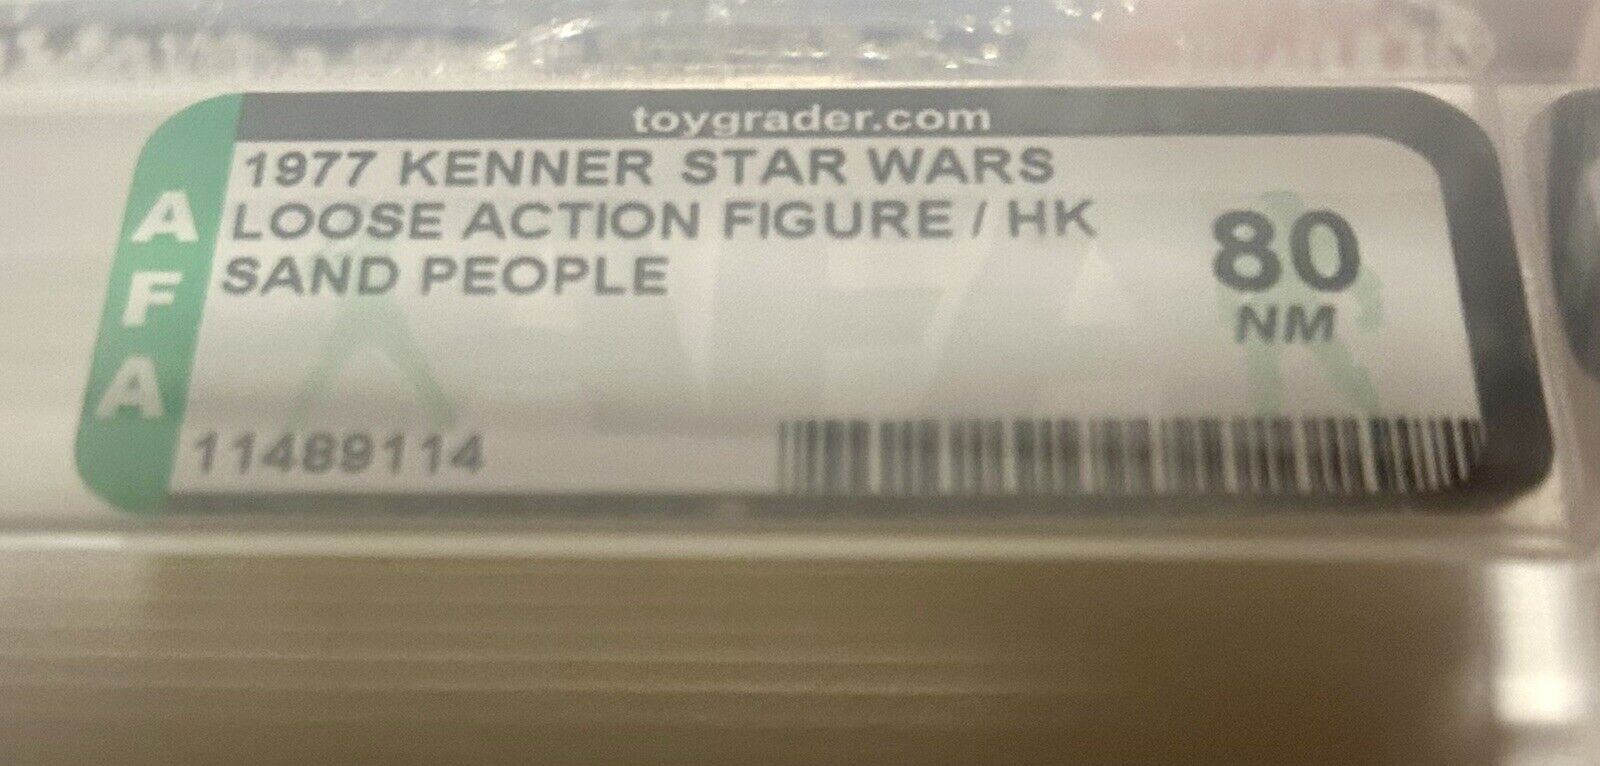 toygrader.com
1977 KENNER STAR WARS
LOOSE ACTION FIGURE / HK
SAND PEOPLE
80
NM
AFA
11489114